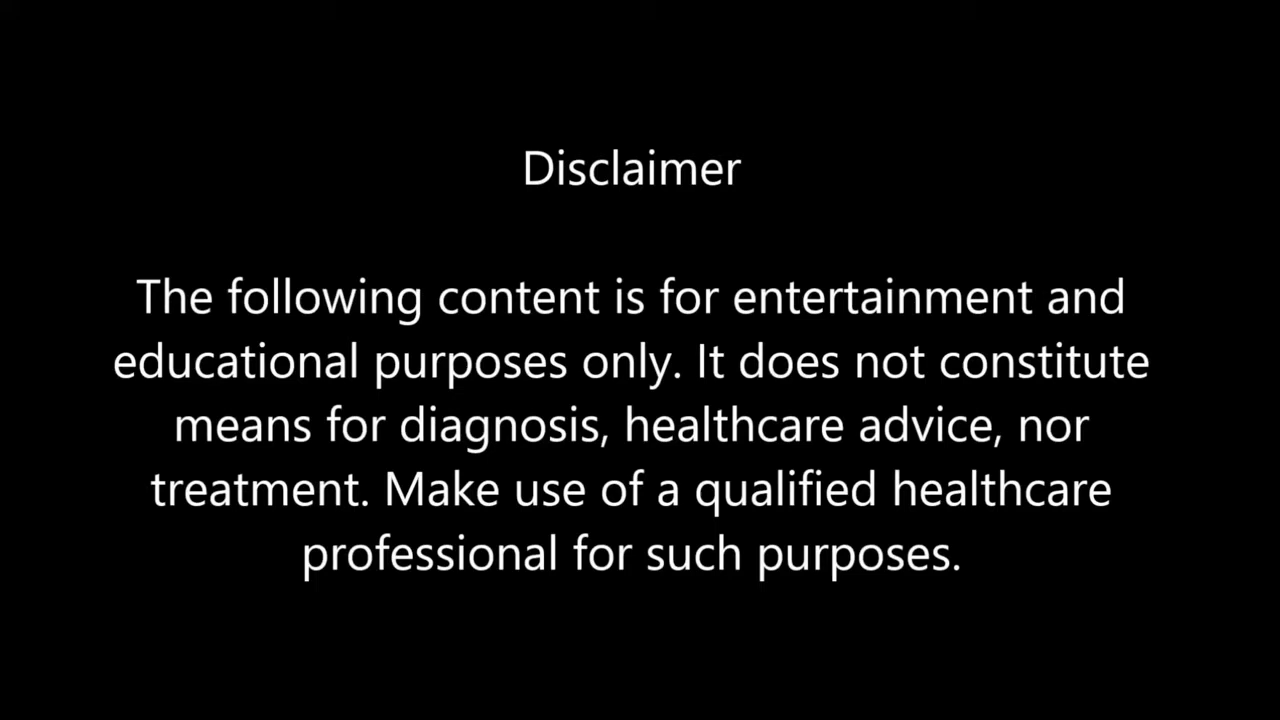 Disclaimer
The following content is for entertainment and
educational purposes only. It does not constitute
means for diagnosis, healthcare advice, nor
treatment. Make use of a qualified healthcare
professional for such purposes.